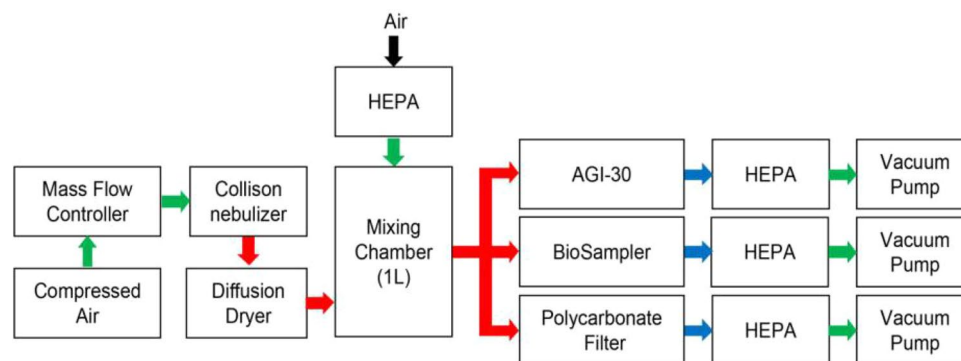 Air
HEPA
Mass Flow
Controller
Collison
nebulizer
Compressed
Air
Diffusion
Dryer
Mixing
Chamber
(1L)
AGI-30
HEPA
Vacuum
Pump
BioSampler
HEPA
Vacuum
Pump
Polycarbonate
Filter
HEPA
Vacuum
Pump